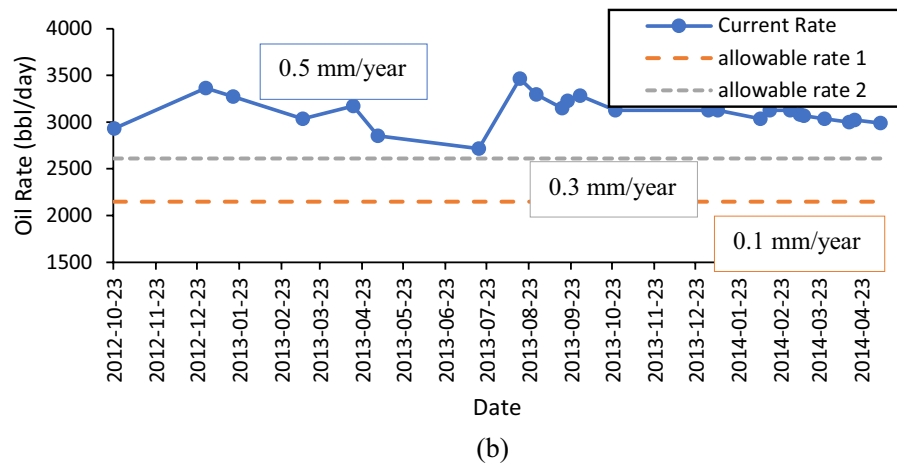 4000
3500
3000
2500
2000
1500
Oil Rate (bbl/day)
Current Rate
allowable rate 1
allowable rate 2
0.5 mm/year
0.3 mm/year
0.1 mm/year
2012-10-23
2012-11-23
2012-12-23
2013-01-23
2013-02-23
2013-03-23
2013-04-23
2013-05-23
2013-06-23
2013-07-23
2013-08-23
2013-09-23
2013-10-23
2013-11-23
2013-12-23
2014-01-23
2014-02-23
2014-03-23
2014-04-23
Date
(b)